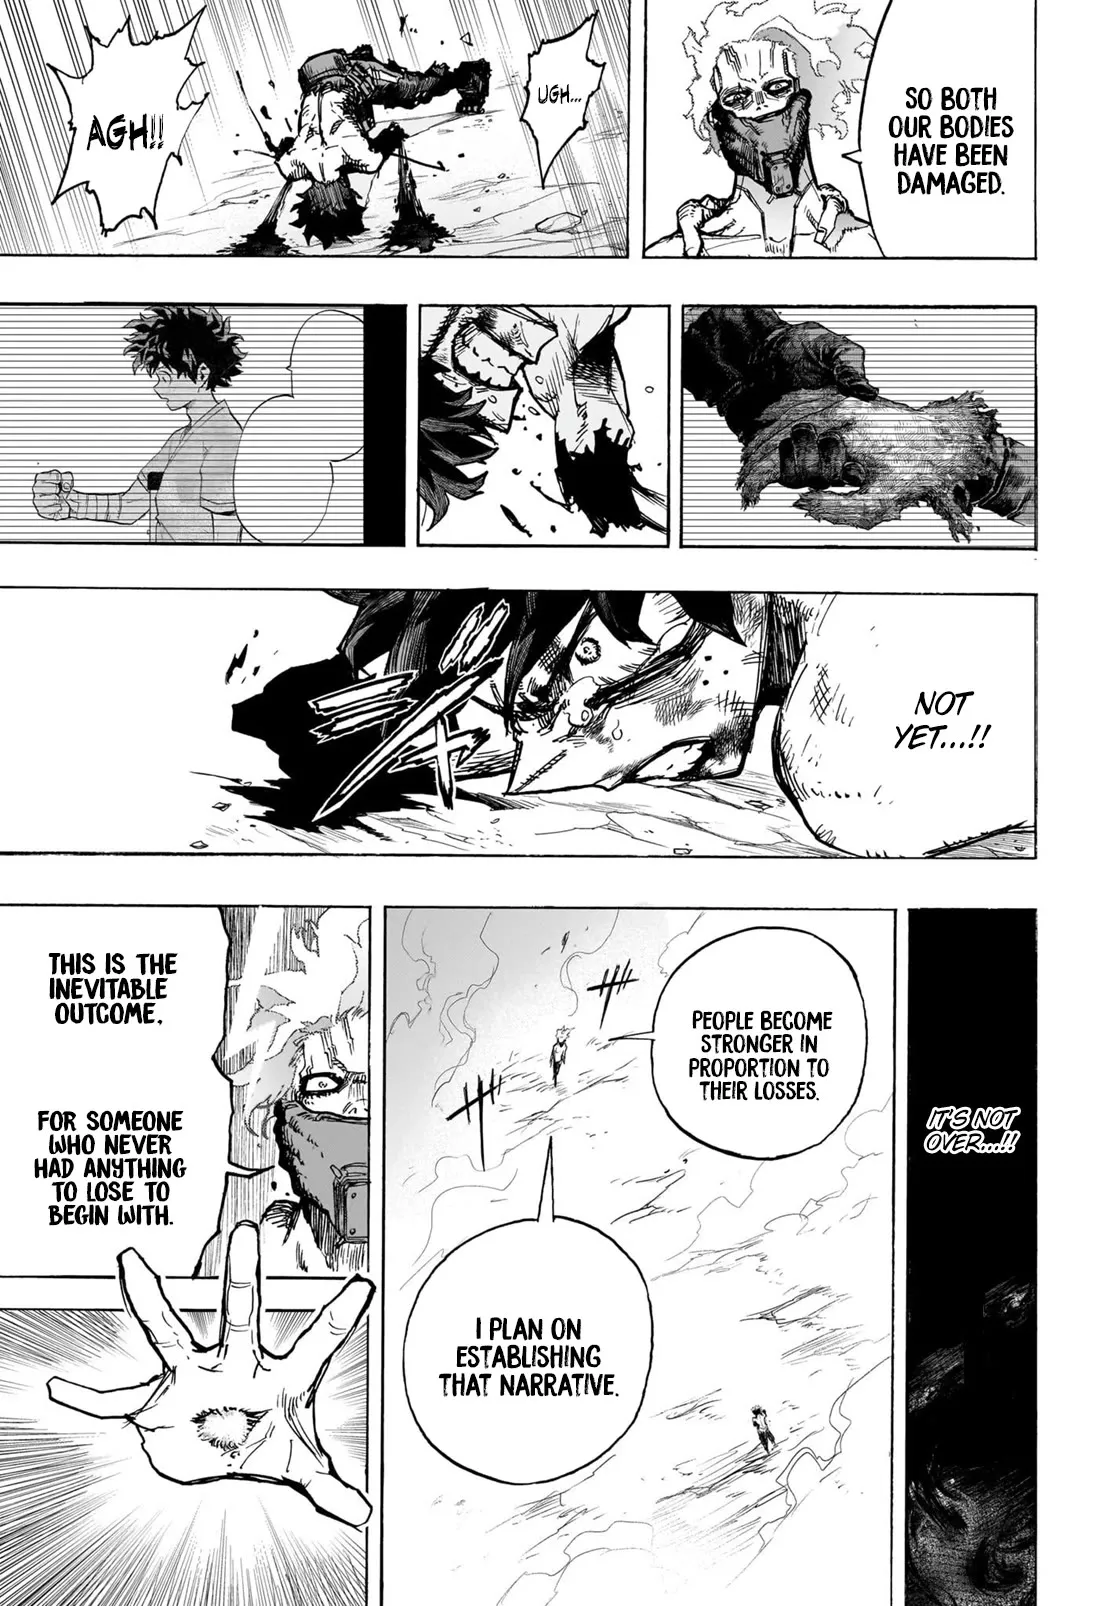 SO BOTH
OUR BODIES
HAVE BEEN
DAMAGED.
UGH...
AGH!!
NOT
YET...!!
IT'S NOT
OVER...!!
PEOPLE BECOME
STRONGER IN
PROPORTION TO
THEIR LOSSES.
I PLAN ON
ESTABLISHING
THAT NARRATIVE.
THIS IS THE
INEVITABLE
OUTCOME,
FOR SOMEONE
WHO NEVER
HAD ANYTHING
TO LOSE TO
BEGIN WITH.